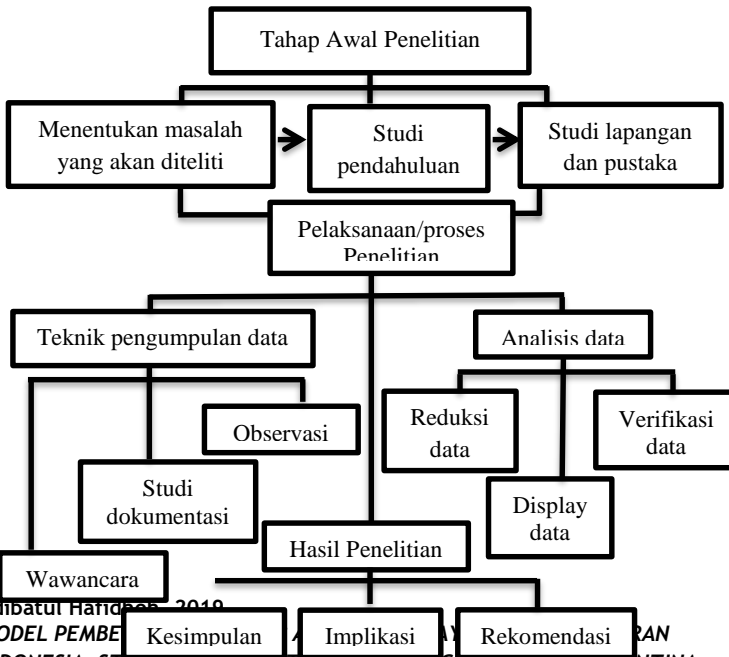 Tahap Awal Penelitian
Menentukan masalah
yang akan diteliti
Studi
pendahuluan
Studi lapangan
dan pustaka
Pelaksanaan/proses
Penelitian
Teknik pengumpulan data
Analisis data
Observasi
Reduksi
data
Verifikasi
data
Studi
dokumentasi
Display
data
Hasil Penelitian
Wawancara
Hafidhoh, 2019
Kesimpulan
Implikasi
Rekomendasi